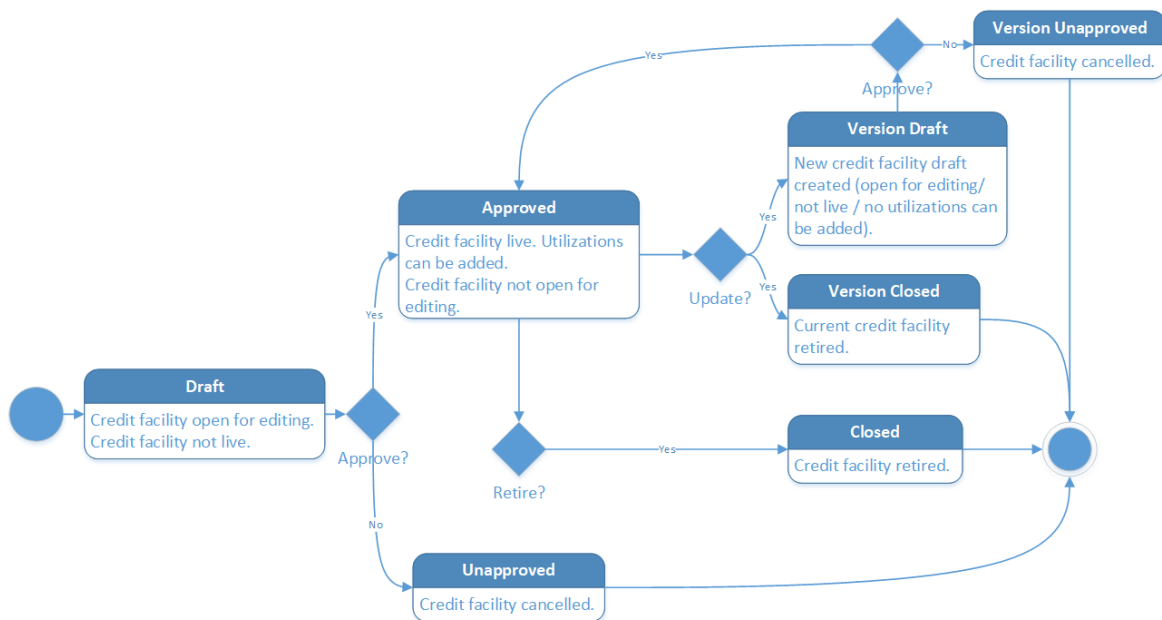 Version Unapproved
Credit facility cancelled.
No
Yes
Approve?
Version Draft
New credit facility draft
created (open for editing/
not live / no utilizations can
be added).
Yes
Approved
Credit facility live. Utilizations
can be added.
Credit facility not open for
editing.
Update?
Yes
Version Closed
Current credit facility
retired.
Yes
Draft
Credit facility open for editing.
Credit facility not live.
Approve?
Retire?
Yes
Closed
Credit facility retired.
No
Unapproved
Credit facility cancelled.